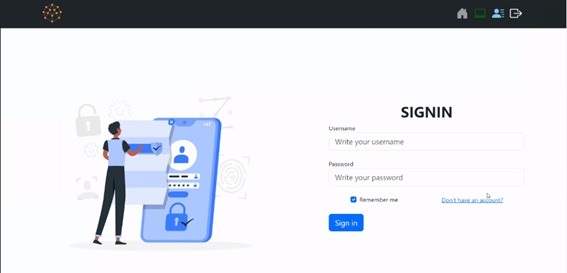 SIGNIN
Username
Write your username
Password
Write your password
Remember me
Don't have an account?
Sign in